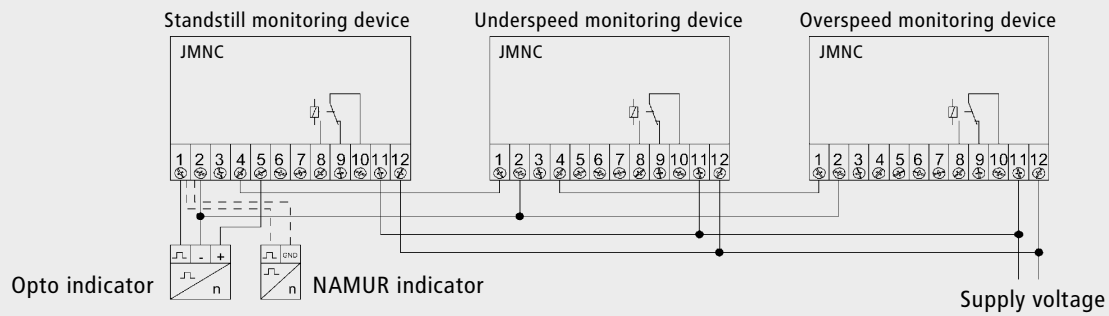 Standstill monitoring device Underspeed monitoring device Overspeed monitoring device
JMNC JMNC JMNC
1 2 3 4 5 6 7 8 9 10 11 12 1 2 3 4 5 6 7 8 9 10 11 12 1 2 3 4 5 6 7 8 9 10 11 12
- + GND
Opto indicator n n NAMUR indicator
Supply voltage